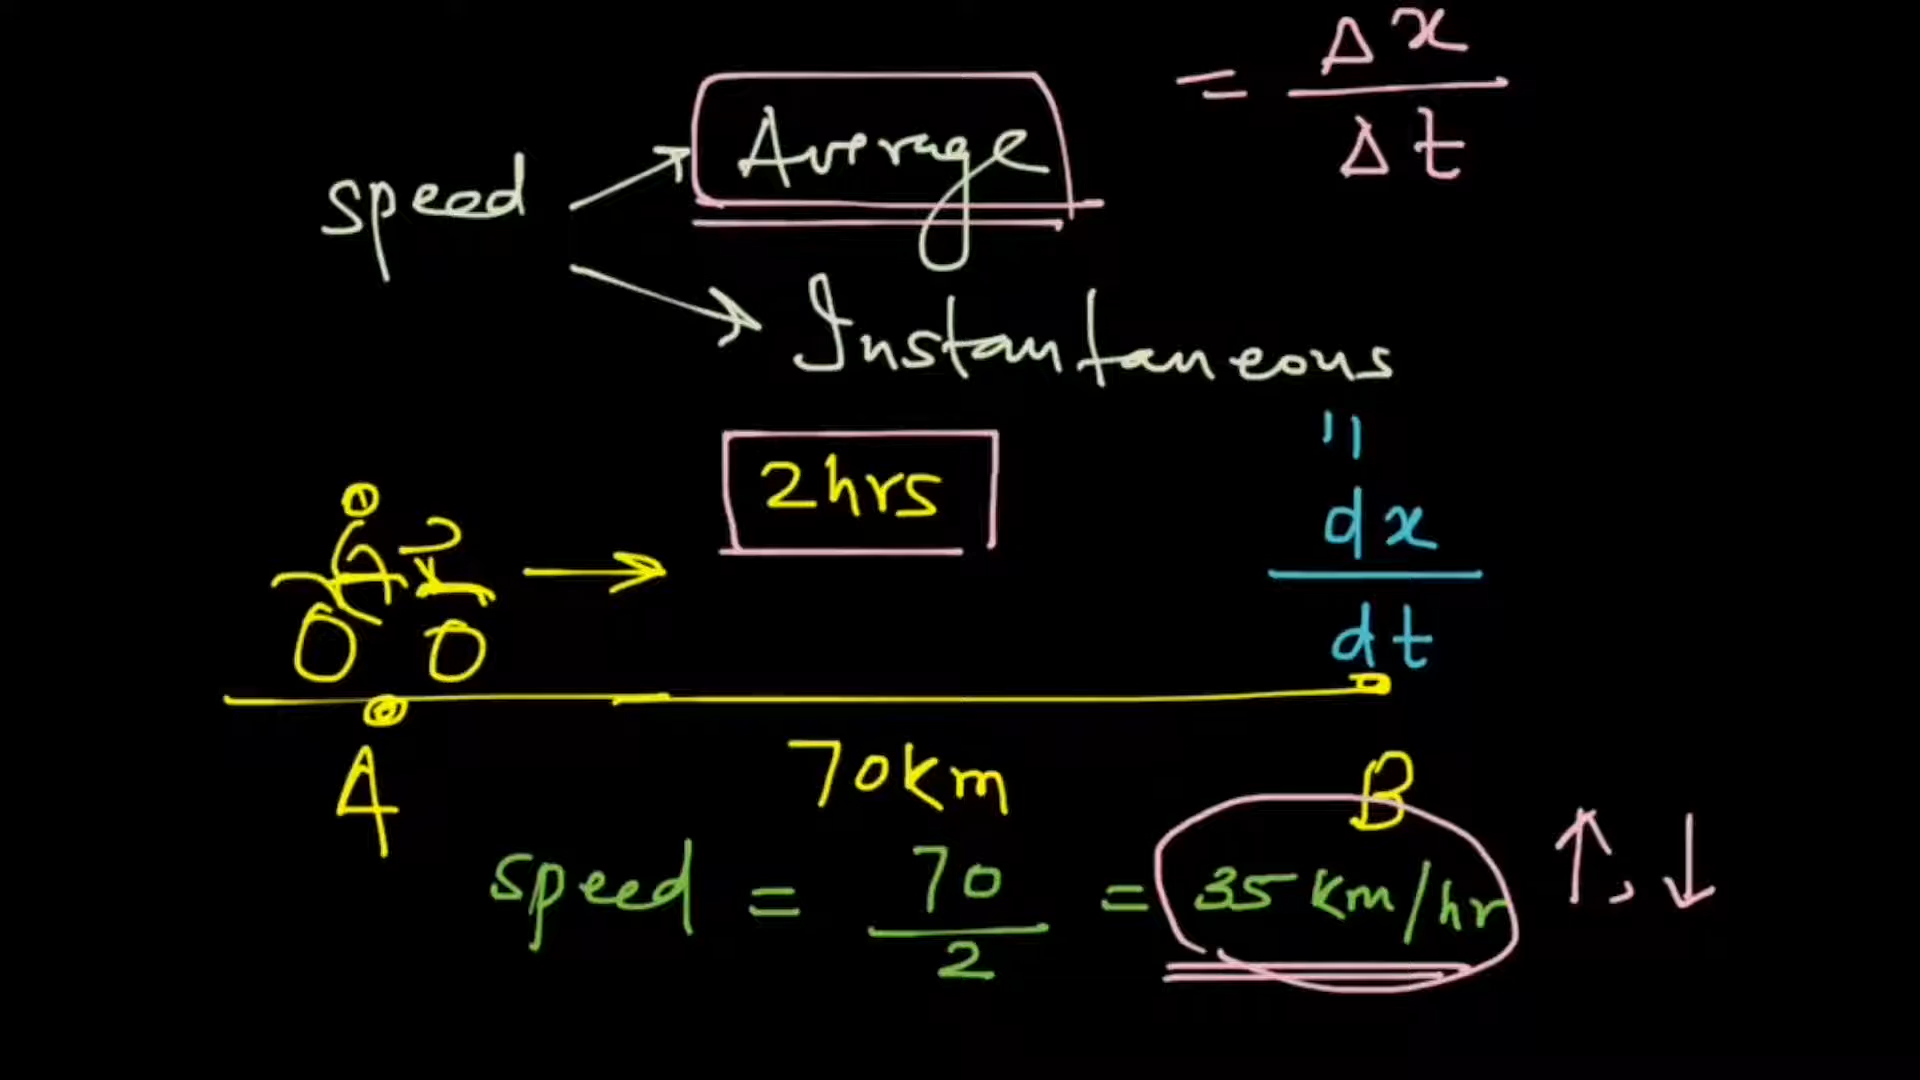 = Δx / Δt
speed → Average
→ Instantaneous
2hrs
=
dx / dt
A 70km B
speed = 70 / 2 = 35 km/hr ↑, ↓